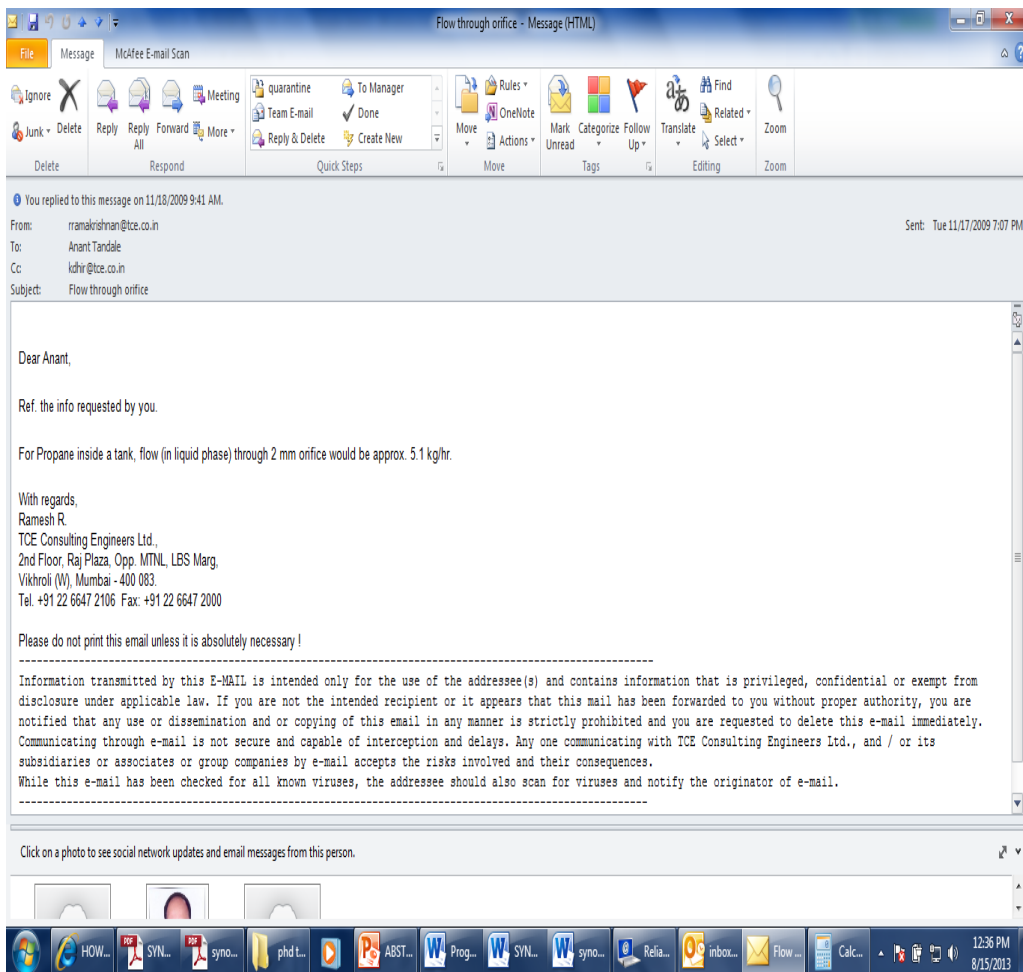 Flow through orifice - Message (HTML)
File Message McAfee E-mail Scan
Ignore
Junk
Delete
Reply
Reply All
Forward
Meeting
More
quarantine
Team E-mail
Reply & Delete
To Manager
Done
Create New
Move
Rules
OneNote
Actions
Mark Unread
Categorize
Follow Up
Translate
Find
Related
Select
Zoom
Delete Respond Quick Steps Move Tags Editing Zoom
You replied to this message on 11/18/2009 9:41 AM.
From: rramakrishnan@tce.co.in Sent: Tue 11/17/2009 7:07 PM
To: Anant Tandale
Cc: kdhir@tce.co.in
Subject: Flow through orifice
Dear Anant,
Ref. the info requested by you.
For Propane inside a tank, flow (in liquid phase) through 2 mm orifice would be approx. 5.1 kg/hr.
With regards,
Ramesh R.
TCE Consulting Engineers Ltd.,
2nd Floor, Raj Plaza, Opp. MTNL, LBS Marg,
Vikhroli (W), Mumbai - 400 083.
Tel. +91 22 6647 2106 Fax: +91 22 6647 2000
Please do not print this email unless it is absolutely necessary !
----------------------------------------------------------------------------------------------------------
Information transmitted by this E-MAIL is intended only for the use of the addressee(s) and contains information that is privileged, confidential or exempt from
disclosure under applicable law. If you are not the intended recipient or it appears that this mail has been forwarded to you without proper authority, you are
notified that any use or dissemination and or copying of this email in any manner is strictly prohibited and you are requested to delete this e-mail immediately.
Communicating through e-mail is not secure and capable of interception and delays. Any one communicating with TCE Consulting Engineers Ltd., and / or its
subsidiaries or associates or group companies by e-mail accepts the risks involved and their consequences.
While this e-mail has been checked for all known viruses, the addressee should also scan for viruses and notify the originator of e-mail.
---------------------------------------------------------------------------------------------------------
Click on a photo to see social network updates and email messages from this person.
HOW... SYN... syno... phd t... ABST... Prog... SYN... syno... Relia... inbox... Flow ... Calc... 12:36 PM
8/15/2013